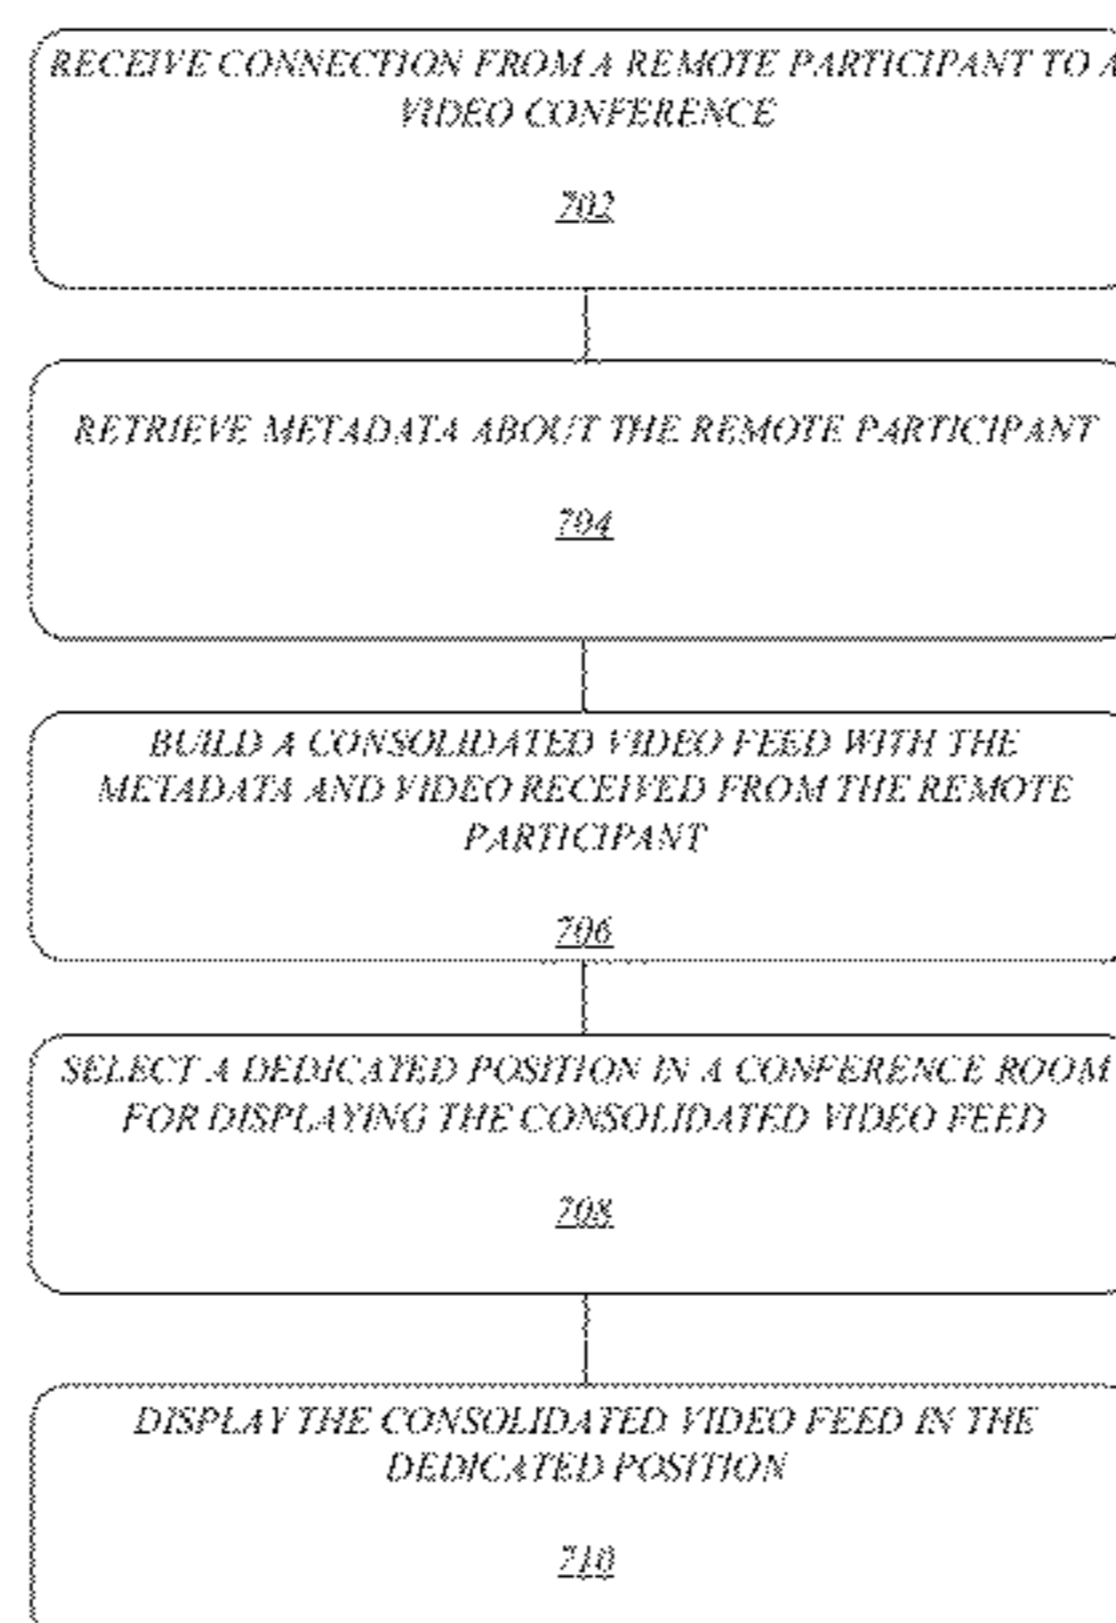 RECEIVE CONNECTION FROM A REMOTE PARTICIPANT TO A
VIDEO CONFERENCE
702
RETRIEVE METADATA ABOUT THE REMOTE PARTICIPANT
704
BUILD A CONSOLIDATED VIDEO FEED WITH THE
METADATA AND VIDEO RECEIVED FROM THE REMOTE
PARTICIPANT
706
SELECT A DEDICATED POSITION IN A CONFERENCE ROOM
FOR DISPLAYING THE CONSOLIDATED VIDEO FEED
708
DISPLAY THE CONSOLIDATED VIDEO FEED IN THE
DEDICATED POSITION
710